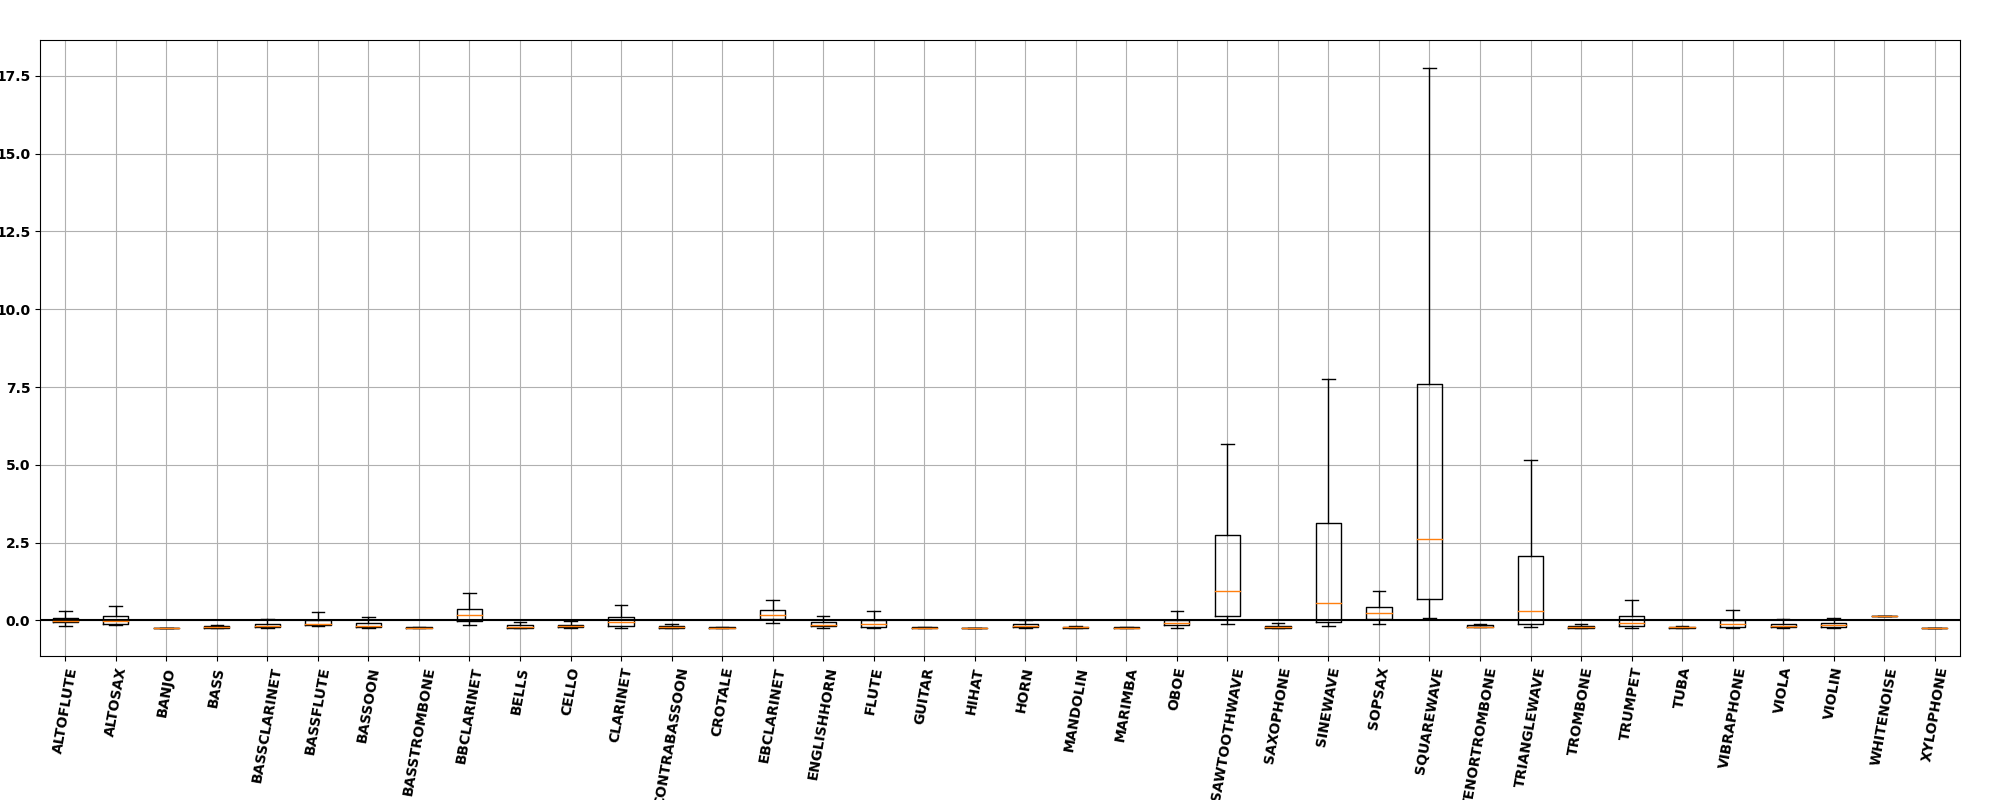 17.5
15.0
12.5
10.0
7.5
5.0
2.5
0.0
ALTOFLUTE
ALTOSAX
BANJO
BASS
BASSCLARINET
BASSFLUTE
BASSOON
BASSTROMBONE
BBCLARINET
BELLS
CELLO
CLARINET
CONTRABASSOON
CROTALE
EBCLARINET
ENGLISHHORN
FLUTE
GUITAR
HIHAT
HORN
MANDOLIN
MARIMBA
OBOE
SAWTOOTHWAVE
SAXOPHONE
SINEWAVE
SOPSAX
SQUAREWAVE
TENORTROMBONE
TRIANGLEWAVE
TROMBONE
TRUMPET
TUBA
VIBRAPHONE
VIOLA
VIOLIN
WHITENOISE
XYLOPHONE